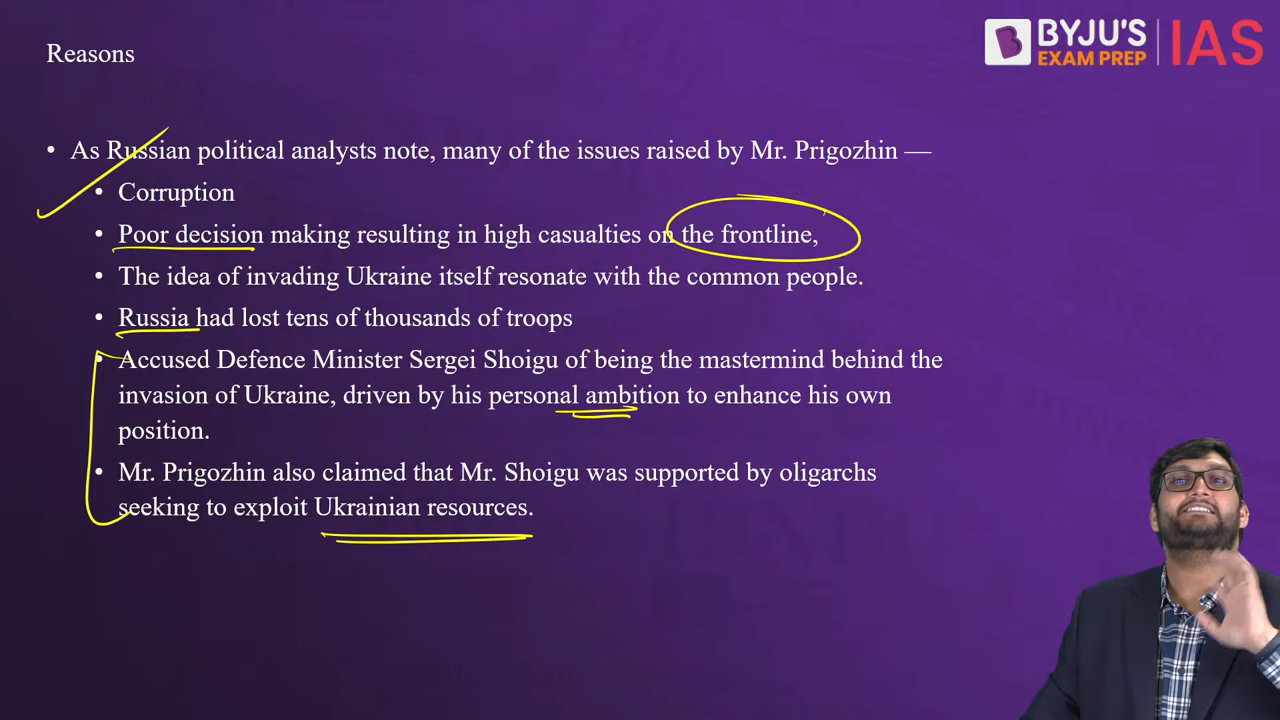 Reasons
BYJU'S
EXAM PREP
IAS
• As Russian political analysts note, many of the issues raised by Mr. Prigozhin —
• Corruption
• Poor decision making resulting in high casualties on the frontline,
• The idea of invading Ukraine itself resonate with the common people.
• Russia had lost tens of thousands of troops
• Accused Defence Minister Sergei Shoigu of being the mastermind behind the
invasion of Ukraine, driven by his personal ambition to enhance his own
position.
• Mr. Prigozhin also claimed that Mr. Shoigu was supported by oligarchs
seeking to exploit Ukrainian resources.